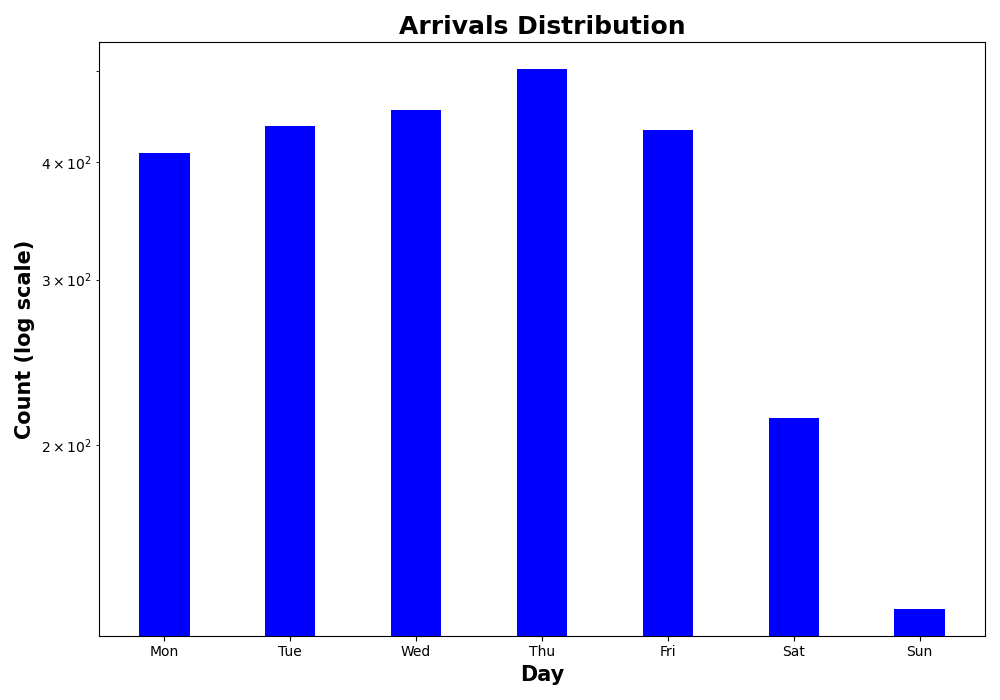 Arrivals Distribution
Count (log scale)
4 × 10²
3 × 10²
2 × 10²
Mon Tue Wed Thu Fri Sat Sun
Day